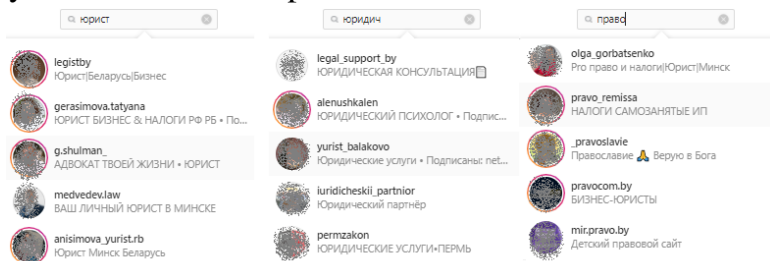 юрист
legistby
Юрист|Беларусь|Бизнес
gerasimova.tatyana
ЮРИСТ БИЗНЕС & НАЛОГИ РФ РБ • По...
g.shulman_
АДВОКАТ ТВОЕЙ ЖИЗНИ • ЮРИСТ
medvedev.law
ВАШ ЛИЧНЫЙ ЮРИСТ В МИНСКЕ
anisimova_yurist.rb
Юрист Минск Беларусь
юридич
legal_support_by
ЮРИДИЧЕСКАЯ КОНСУЛЬТАЦИЯ
alenushkalen
ЮРИДИЧЕСКИЙ ПСИХОЛОГ • Подпис...
yurist_balakovo
Юридические услуги • Подписаны: net...
iuridicheskii_partnior
Юридический партнёр
permzakon
ЮРИДИЧЕСКИЕ УСЛУГИ•ПЕРМЬ
право
olga_gorbatsenko
Pro право и налоги|Юрист|Минск
pravo_remissa
НАЛОГИ САМОЗАНЯТЫЕ ИП
_pravoslavie
Православие 🙏 Верую в Бога
pravocom.by
БИЗНЕС-ЮРИСТЫ
mir.pravo.by
Детский правовой сайт